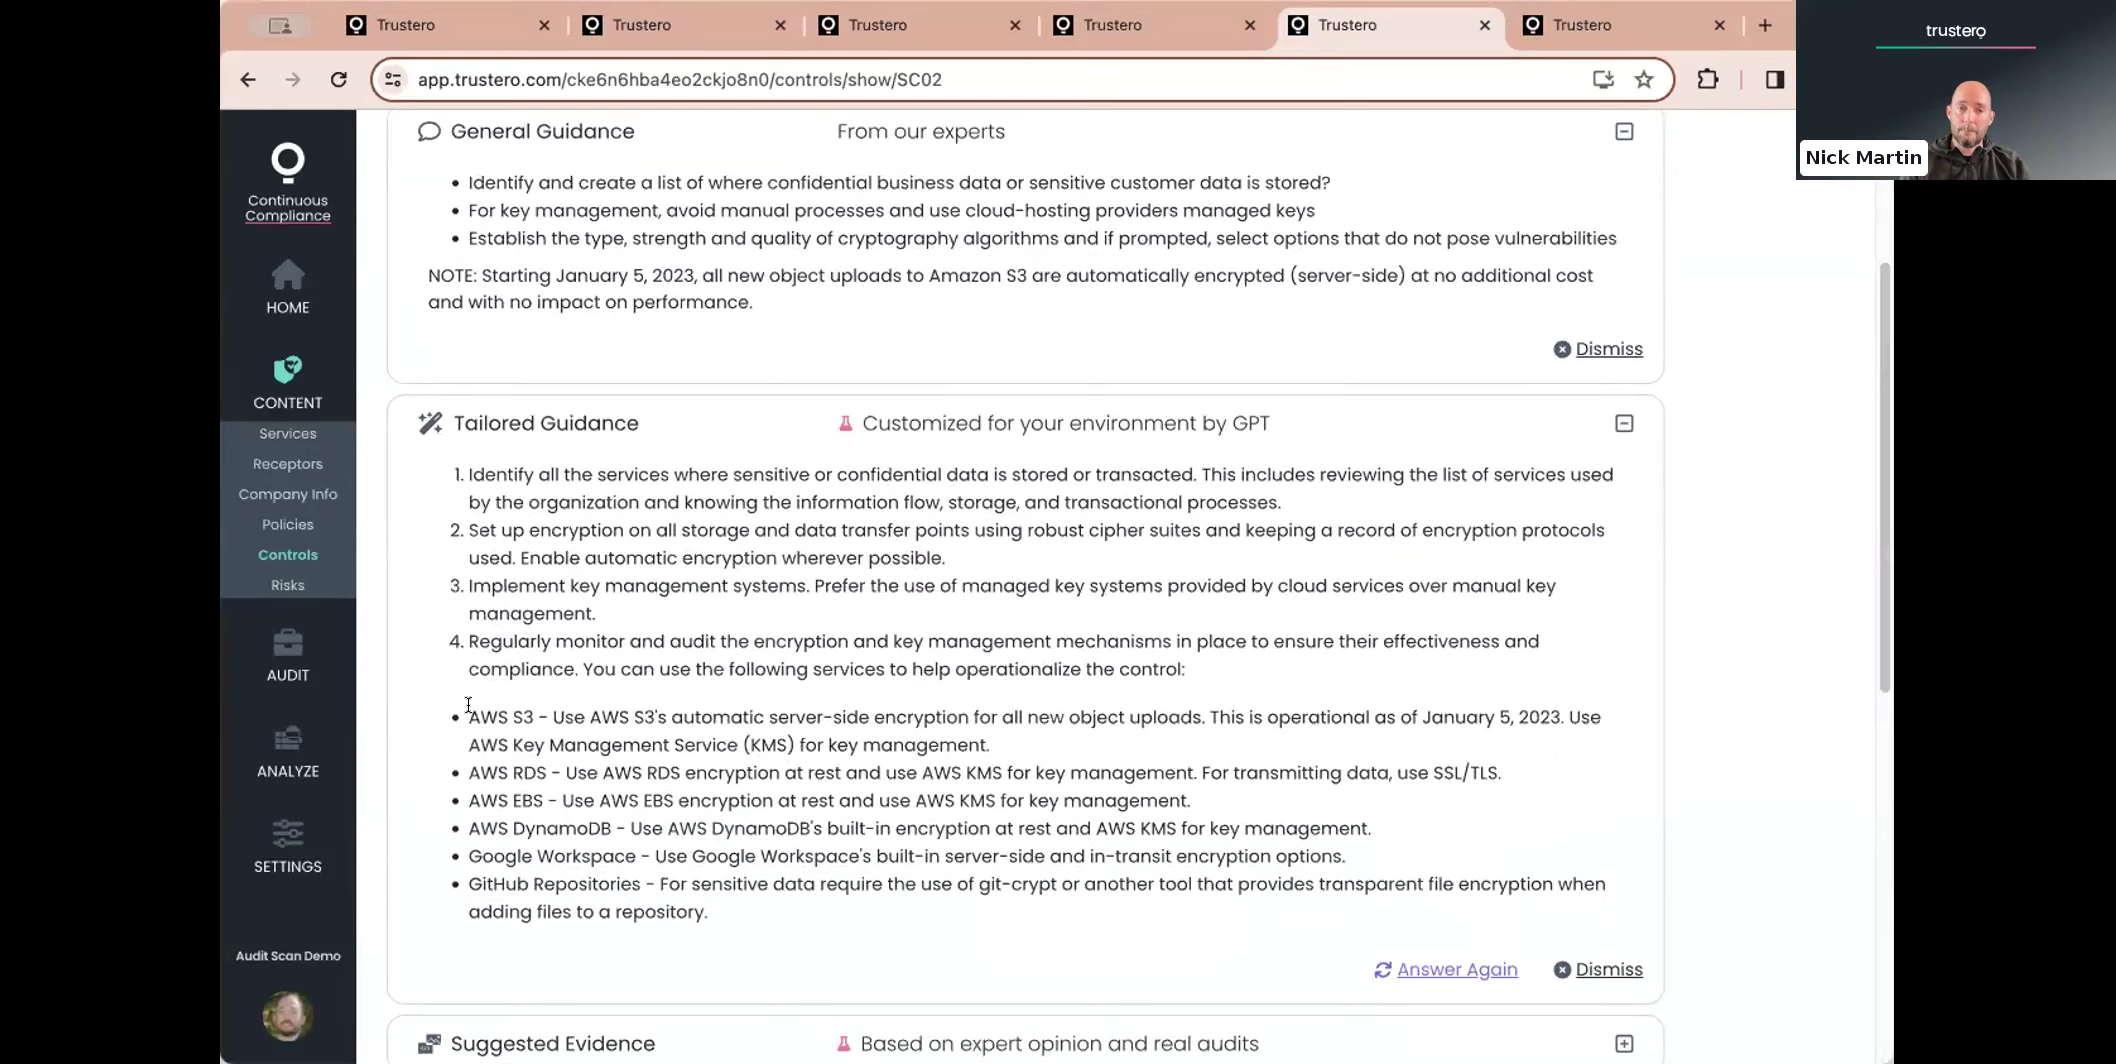 Trustero
Trustero
Trustero
Trustero
Trustero
Trustero
app.trustero.com/cke6n6hba4eo2ckjo8n0/controls/show/SC02
trustero
Nick Martin
Continuous
Compliance
HOME
CONTENT
Services
Receptors
Company Info
Policies
Controls
Risks
AUDIT
ANALYZE
SETTINGS
Audit Scan Demo
General Guidance From our experts
• Identify and create a list of where confidential business data or sensitive customer data is stored?
• For key management, avoid manual processes and use cloud-hosting providers managed keys
• Establish the type, strength and quality of cryptography algorithms and if prompted, select options that do not pose vulnerabilities
NOTE: Starting January 5, 2023, all new object uploads to Amazon S3 are automatically encrypted (server-side) at no additional cost
and with no impact on performance.
Dismiss
Tailored Guidance Customized for your environment by GPT
1. Identify all the services where sensitive or confidential data is stored or transacted. This includes reviewing the list of services used
by the organization and knowing the information flow, storage, and transactional processes.
2. Set up encryption on all storage and data transfer points using robust cipher suites and keeping a record of encryption protocols
used. Enable automatic encryption wherever possible.
3. Implement key management systems. Prefer the use of managed key systems provided by cloud services over manual key
management.
4. Regularly monitor and audit the encryption and key management mechanisms in place to ensure their effectiveness and
compliance. You can use the following services to help operationalize the control:
• AWS S3 - Use AWS S3's automatic server-side encryption for all new object uploads. This is operational as of January 5, 2023. Use
AWS Key Management Service (KMS) for key management.
• AWS RDS - Use AWS RDS encryption at rest and use AWS KMS for key management. For transmitting data, use SSL/TLS.
• AWS EBS - Use AWS EBS encryption at rest and use AWS KMS for key management.
• AWS DynamoDB - Use AWS DynamoDB's built-in encryption at rest and AWS KMS for key management.
• Google Workspace - Use Google Workspace's built-in server-side and in-transit encryption options.
• GitHub Repositories - For sensitive data require the use of git-crypt or another tool that provides transparent file encryption when
adding files to a repository.
Answer Again Dismiss
Suggested Evidence Based on expert opinion and real audits